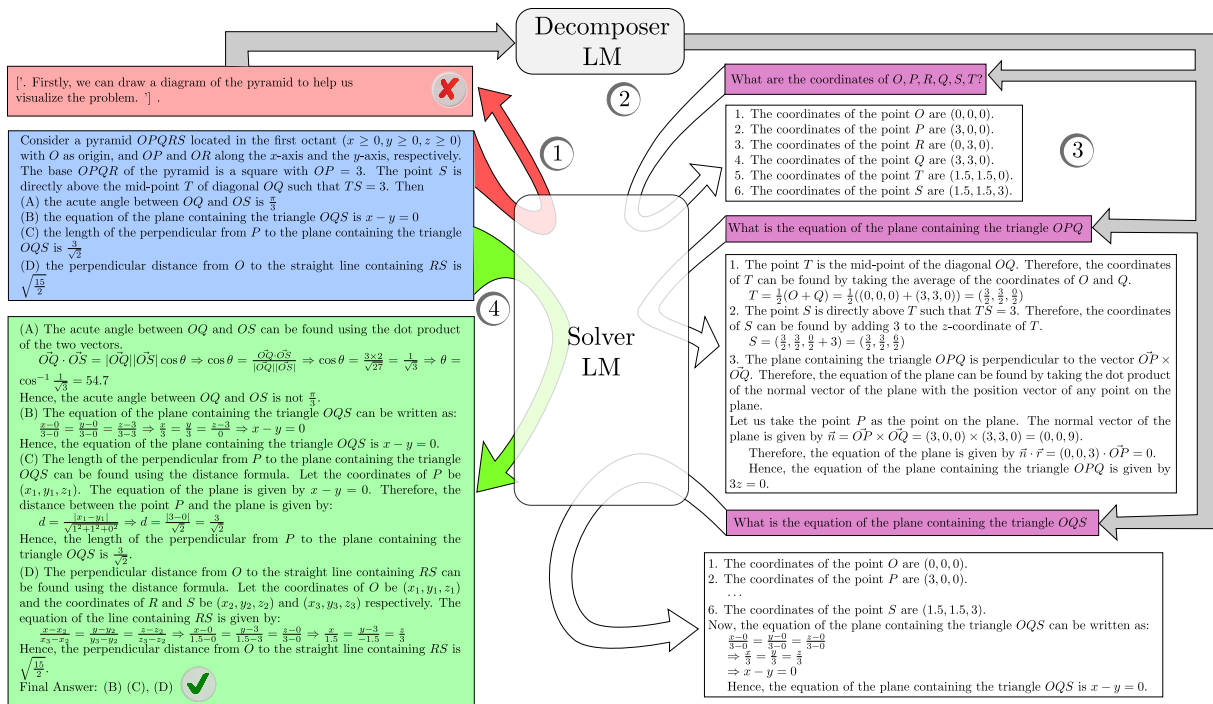 Decomposer
LM
['. Firstly, we can draw a diagram of the pyramid to help us
visualize the problem. '] .
1
2
3
4
Solver
LM
Consider a pyramid OPQRS located in the first octant (x ≥ 0, y ≥ 0, z ≥ 0)
with O as origin, and OP and OR along the x-axis and the y-axis, respectively.
The base OPQR of the pyramid is a square with OP = 3. The point S is
directly above the mid-point T of diagonal OQ such that TS = 3. Then
(A) the acute angle between OQ and OS is π/3
(B) the equation of the plane containing the triangle OQS is x − y = 0
(C) the length of the perpendicular from P to the plane containing the triangle
OQS is 3/√2
(D) the perpendicular distance from O to the straight line containing RS is
√(15/2)
(A) The acute angle between OQ and OS can be found using the dot product
of the two vectors.
OQ⃗ · OS⃗ = |OQ⃗||OS⃗| cos θ ⇒ cos θ = (OQ⃗·OS⃗)/(|OQ⃗||OS⃗|) ⇒ cos θ = (3×2)/√27 = 1/√3 ⇒ θ =
cos⁻¹ 1/√3 = 54.7
Hence, the acute angle between OQ and OS is not π/3.
(B) The equation of the plane containing the triangle OQS can be written as:
(x−0)/(3−0) = (y−0)/(3−0) = (z−3)/(3−3) ⇒ x/3 = y/3 = (z−3)/0 ⇒ x − y = 0
Hence, the equation of the plane containing the triangle OQS is x − y = 0.
(C) The length of the perpendicular from P to the plane containing the triangle
OQS can be found using the distance formula. Let the coordinates of P be
(x₁, y₁, z₁). The equation of the plane is given by x − y = 0. Therefore, the
distance between the point P and the plane is given by:
d = |x₁−y₁|/√(1²+1²+0²) ⇒ d = |3−0|/√2 = 3/√2
Hence, the length of the perpendicular from P to the plane containing the
triangle OQS is 3/√2.
(D) The perpendicular distance from O to the straight line containing RS can
be found using the distance formula. Let the coordinates of O be (x₁, y₁, z₁)
and the coordinates of R and S be (x₂, y₂, z₂) and (x₃, y₃, z₃) respectively. The
equation of the line containing RS is given by:
(x−x₂)/(x₃−x₂) = (y−y₂)/(y₃−y₂) = (z−z₂)/(z₃−z₂) ⇒ (x−0)/(1.5−0) = (y−3)/(1.5−3) = (z−0)/(3−0) ⇒ x/1.5 = (y−3)/(−1.5) = z/3
Hence, the perpendicular distance from O to the straight line containing RS is
√(15/2).
Final Answer: (B) (C), (D)
What are the coordinates of O, P, R, Q, S, T?
1. The coordinates of the point O are (0, 0, 0).
2. The coordinates of the point P are (3, 0, 0).
3. The coordinates of the point R are (0, 3, 0).
4. The coordinates of the point Q are (3, 3, 0).
5. The coordinates of the point T are (1.5, 1.5, 0).
6. The coordinates of the point S are (1.5, 1.5, 3).
What is the equation of the plane containing the triangle OPQ
1. The point T is the mid-point of the diagonal OQ. Therefore, the coordinates
of T can be found by taking the average of the coordinates of O and Q.
T = 1/2(O + Q) = 1/2((0, 0, 0) + (3, 3, 0)) = (3/2, 3/2, 0/2)
2. The point S is directly above T such that TS = 3. Therefore, the coordinates
of S can be found by adding 3 to the z-coordinate of T.
S = (3/2, 3/2, 0/2 + 3) = (3/2, 3/2, 6/2)
3. The plane containing the triangle OPQ is perpendicular to the vector OP⃗ ×
OQ⃗. Therefore, the equation of the plane can be found by taking the dot product
of the normal vector of the plane with the position vector of any point on the
plane.
Let us take the point P as the point on the plane. The normal vector of the
plane is given by n⃗ = OP⃗ × OQ⃗ = (3, 0, 0) × (3, 3, 0) = (0, 0, 9).
Therefore, the equation of the plane is given by n⃗ · r⃗ = (0, 0, 3) · OP⃗ = 0.
Hence, the equation of the plane containing the triangle OPQ is given by
3z = 0.
What is the equation of the plane containing the triangle OQS
1. The coordinates of the point O are (0, 0, 0).
2. The coordinates of the point P are (3, 0, 0).
...
6. The coordinates of the point S are (1.5, 1.5, 3).
Now, the equation of the plane containing the triangle OQS can be written as:
(x−0)/(3−0) = (y−0)/(3−0) = (z−0)/(3−0)
⇒ x/3 = y/3 = z/3
⇒ x − y = 0
Hence, the equation of the plane containing the triangle OQS is x − y = 0.